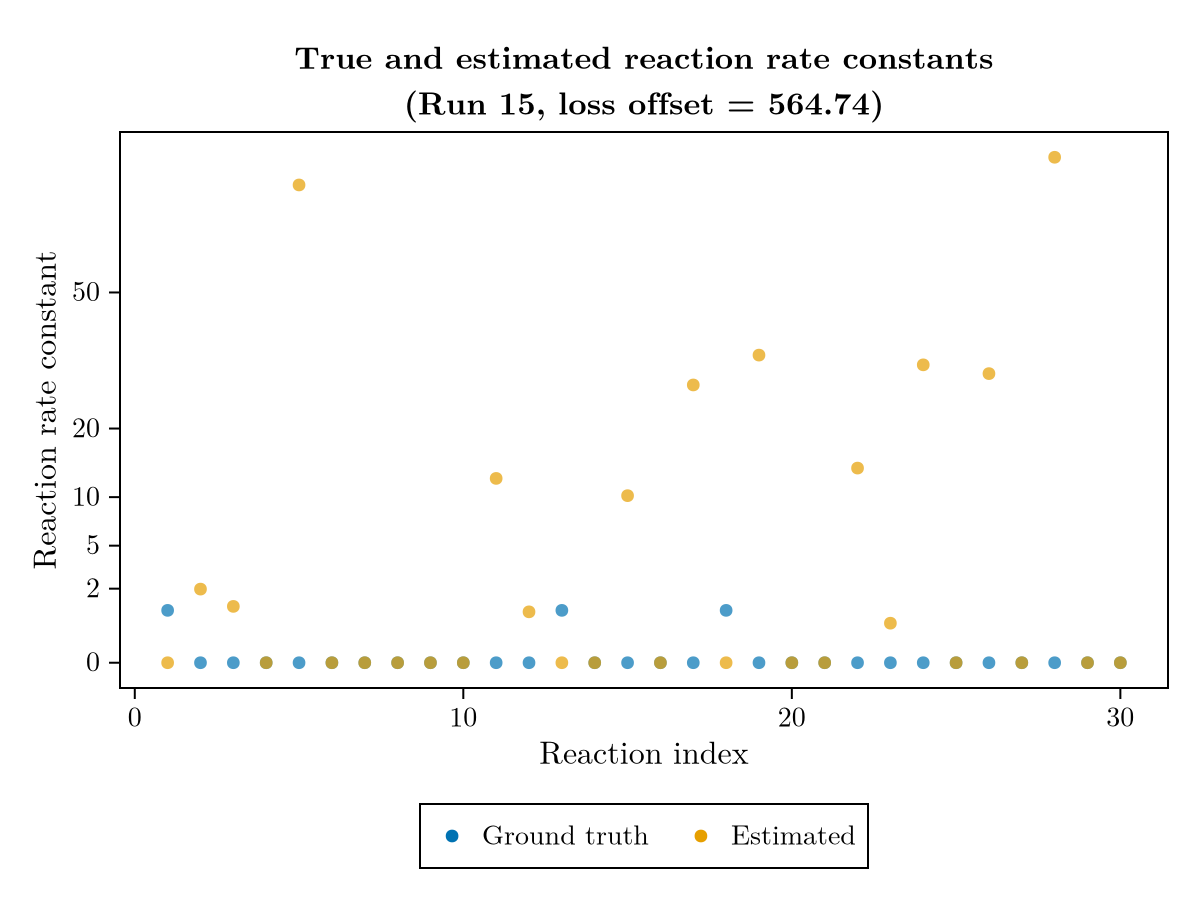 True and estimated reaction rate constants
(Run 15, loss offset = 564.74)
Reaction rate constant
50
20
10
5
2
0
0 10 20 30
Reaction index
Ground truth Estimated